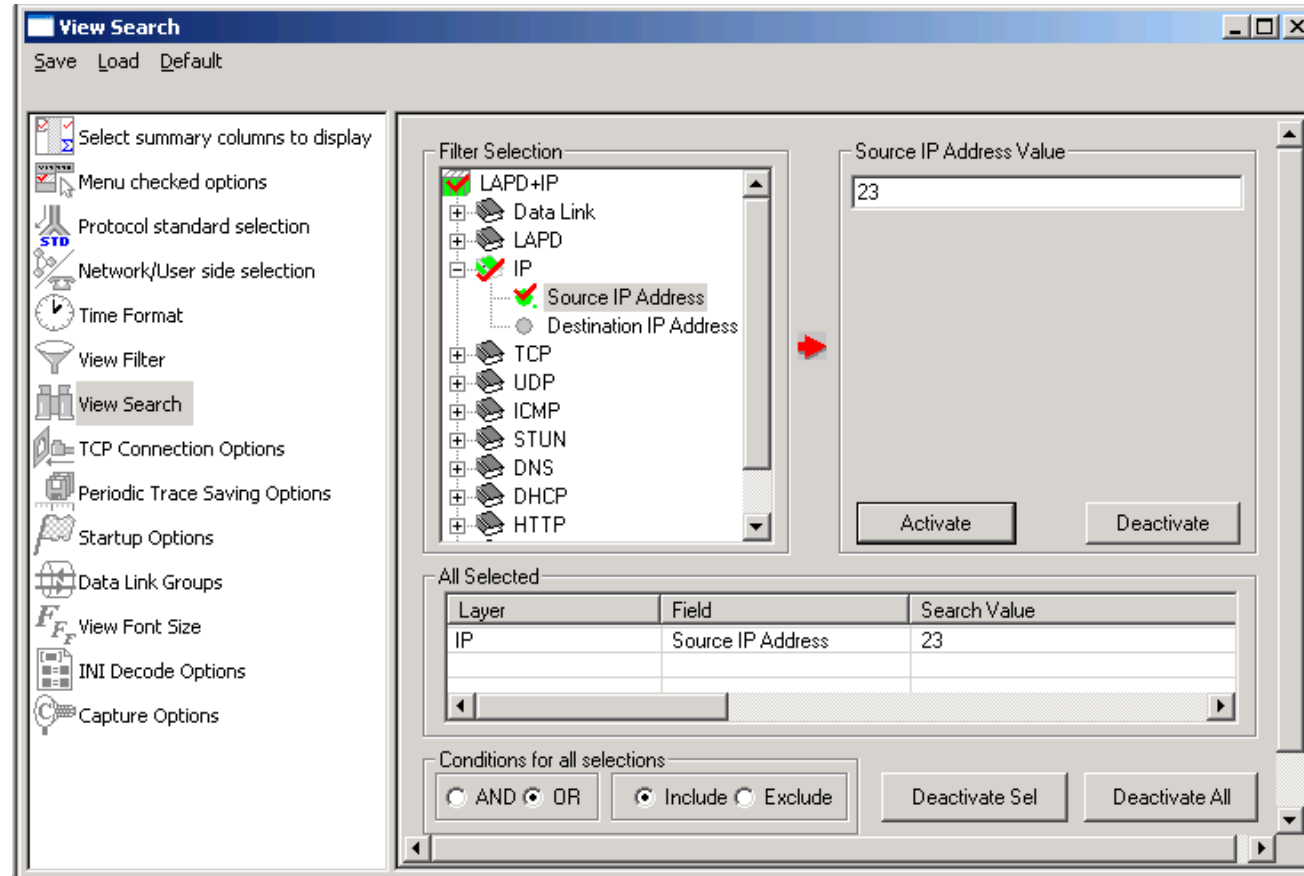 View Search
Save Load Default
Select summary columns to display
Menu checked options
STD
Protocol standard selection
Network/User side selection
Time Format
View Filter
View Search
TCP Connection Options
Periodic Trace Saving Options
Startup Options
Data Link Groups
View Font Size
INI Decode Options
Capture Options
Filter Selection
LAPD+IP
Data Link
LAPD
IP
Source IP Address
Destination IP Address
TCP
UDP
ICMP
STUN
DNS
DHCP
HTTP
Source IP Address Value
23
Activate Deactivate
All Selected
Layer Field Search Value
IP Source IP Address 23
Conditions for all selections
AND OR Include Exclude Deactivate Sel Deactivate All